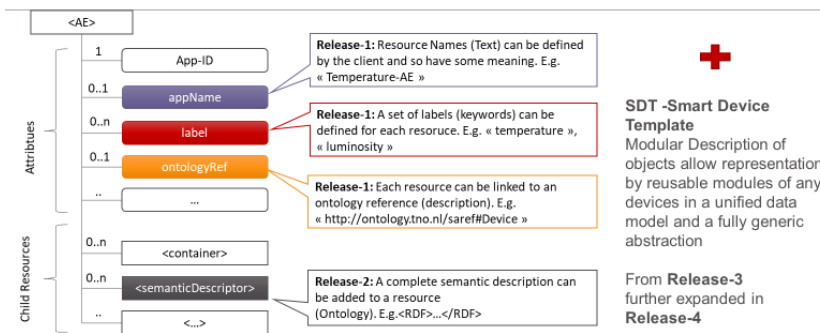 <AE>
Attribtues
1
App-ID
0..1
appName
0..n
label
0..1
ontologyRef
..
...
Child Resources
0..n
<container>
0..n
<semanticDescriptor>
..
<...>
Release-1: Resource Names (Text) can be defined
by the client and so have some meaning. E.g.
« Temperature-AE »
Release-1: A set of labels (keywords) can be
defined for each resoruce. E.g. « temperature »,
« luminosity »
Release-1: Each resource can be linked to an
ontology reference (description). E.g.
« http://ontology.tno.nl/saref#Device »
Release-2: A complete semantic description can
be added to a resource
(Ontology). E.g.<RDF>...</RDF>
SDT -Smart Device
Template
Modular Description of
objects allow representation
by reusable modules of any
devices in a unified data
model and a fully generic
abstraction
From Release-3
further expanded in
Release-4